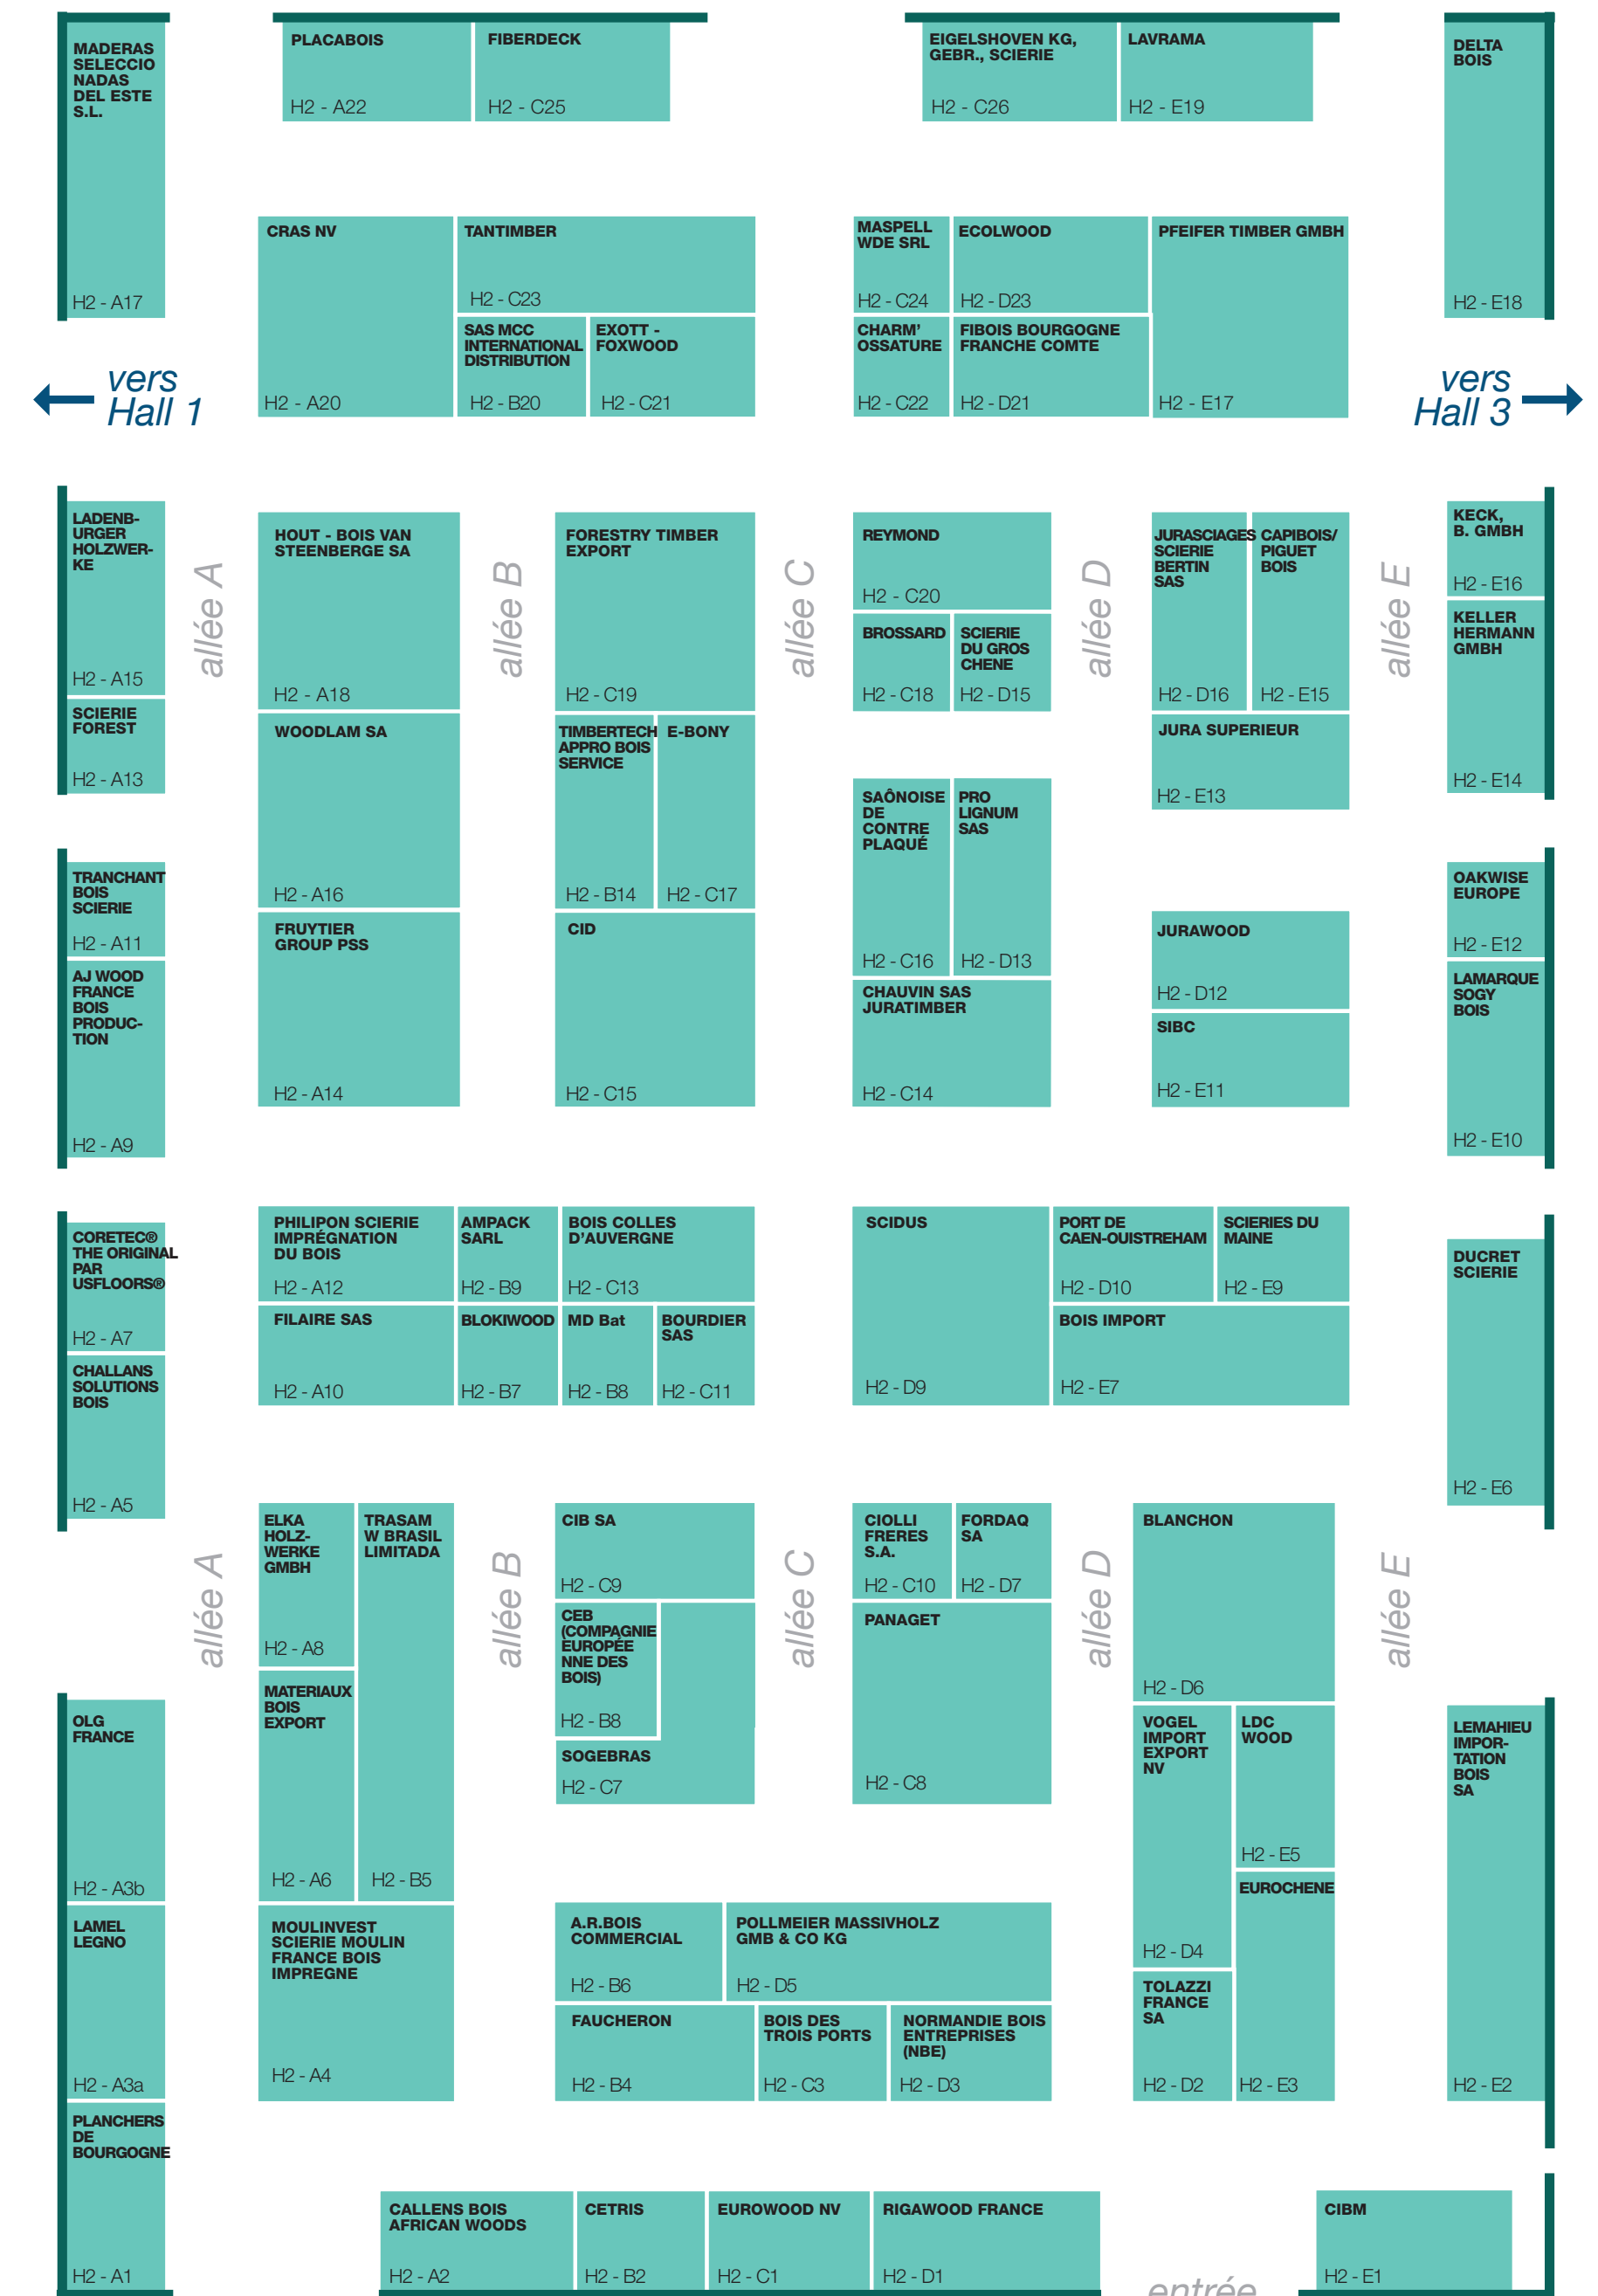 MADERAS
SELECCIO
NADAS
DEL ESTE
S.L.
H2 - A17
PLACABOIS
H2 - A22
FIBERDECK
H2 - C25
EIGELSHOVEN KG,
GEBR., SCIERIE
H2 - C26
LAVRAMA
H2 - E19
DELTA
BOIS
H2 - E18
CRAS NV
H2 - A20
TANTIMBER
H2 - C23
SAS MCC
INTERNATIONAL
DISTRIBUTION
H2 - B20
EXOTT -
FOXWOOD
H2 - C21
MASPELL
WDE SRL
H2 - C24
ECOLWOOD
H2 - D23
PFEIFER TIMBER GMBH
H2 - E17
CHARM'
OSSATURE
H2 - C22
FIBOIS BOURGOGNE
FRANCHE COMTE
H2 - D21
vers
Hall 1
vers
Hall 3
LADENB-
URGER
HOLZWER-
KE
H2 - A15
SCIERIE
FOREST
H2 - A13
allée A
HOUT - BOIS VAN
STEENBERGE SA
H2 - A18
WOODLAM SA
H2 - A16
FRUYTIER
GROUP PSS
H2 - A14
allée B
FORESTRY TIMBER
EXPORT
H2 - C19
TIMBERTECH
APPRO BOIS
SERVICE
H2 - B14
E-BONY
H2 - C17
CID
H2 - C15
allée C
REYMOND
H2 - C20
BROSSARD
H2 - C18
SCIERIE
DU GROS
CHENE
H2 - D15
SAÔNOISE
DE
CONTRE
PLAQUÉ
H2 - C16
PRO
LIGNUM
SAS
H2 - D13
CHAUVIN SAS
JURATIMBER
H2 - C14
allée D
JURASCIAGES
SCIERIE
BERTIN
SAS
H2 - D16
CAPIBOIS/
PIGUET
BOIS
H2 - E15
JURA SUPERIEUR
H2 - E13
JURAWOOD
H2 - D12
SIBC
H2 - E11
allée E
KECK,
B. GMBH
H2 - E16
KELLER
HERMANN
GMBH
H2 - E14
TRANCHANT
BOIS
SCIERIE
H2 - A11
AJ WOOD
FRANCE
BOIS
PRODUC-
TION
H2 - A9
OAKWISE
EUROPE
H2 - E12
LAMARQUE
SOGY
BOIS
H2 - E10
CORETEC®
THE ORIGINAL
PAR
USFLOORS®
H2 - A7
CHALLANS
SOLUTIONS
BOIS
H2 - A5
PHILIPON SCIERIE
IMPRÉGNATION
DU BOIS
H2 - A12
AMPACK
SARL
H2 - B9
BOIS COLLES
D'AUVERGNE
H2 - C13
FILAIRE SAS
H2 - A10
BLOKIWOOD
H2 - B7
MD Bat
H2 - B8
BOURDIER
SAS
H2 - C11
SCIDUS
H2 - D9
PORT DE
CAEN-OUISTREHAM
H2 - D10
SCIERIES DU
MAINE
H2 - E9
BOIS IMPORT
H2 - E7
DUCRET
SCIERIE
H2 - E6
allée A
ELKA
HOLZ-
WERKE
GMBH
H2 - A8
TRASAM
W BRASIL
LIMITADA
H2 - B5
MATERIAUX
BOIS
EXPORT
H2 - A6
MOULINVEST
SCIERIE MOULIN
FRANCE BOIS
IMPREGNE
H2 - A4
allée B
CIB SA
H2 - C9
CEB
(COMPAGNIE
EUROPÉE
NNE DES
BOIS)
H2 - B8
SOGEBRAS
H2 - C7
allée C
CIOLLI
FRERES
S.A.
H2 - C10
FORDAQ
SA
H2 - D7
PANAGET
H2 - C8
allée D
BLANCHON
H2 - D6
VOGEL
IMPORT
EXPORT
NV
H2 - D4
LDC
WOOD
H2 - E5
EUROCHENE
H2 - E3
TOLAZZI
FRANCE
SA
H2 - D2
allée E
OLG
FRANCE
H2 - A3b
LAMEL
LEGNO
H2 - A3a
PLANCHERS
DE
BOURGOGNE
H2 - A1
LEMAHIEU
IMPOR-
TATION
BOIS
SA
H2 - E2
A.R.BOIS
COMMERCIAL
H2 - B6
POLLMEIER MASSIVHOLZ
GMB & CO KG
H2 - D5
FAUCHERON
H2 - B4
BOIS DES
TROIS PORTS
H2 - C3
NORMANDIE BOIS
ENTREPRISES
(NBE)
H2 - D3
CALLENS BOIS
AFRICAN WOODS
H2 - A2
CETRIS
H2 - B2
EUROWOOD NV
H2 - C1
RIGAWOOD FRANCE
H2 - D1
entrée
CIBM
H2 - E1